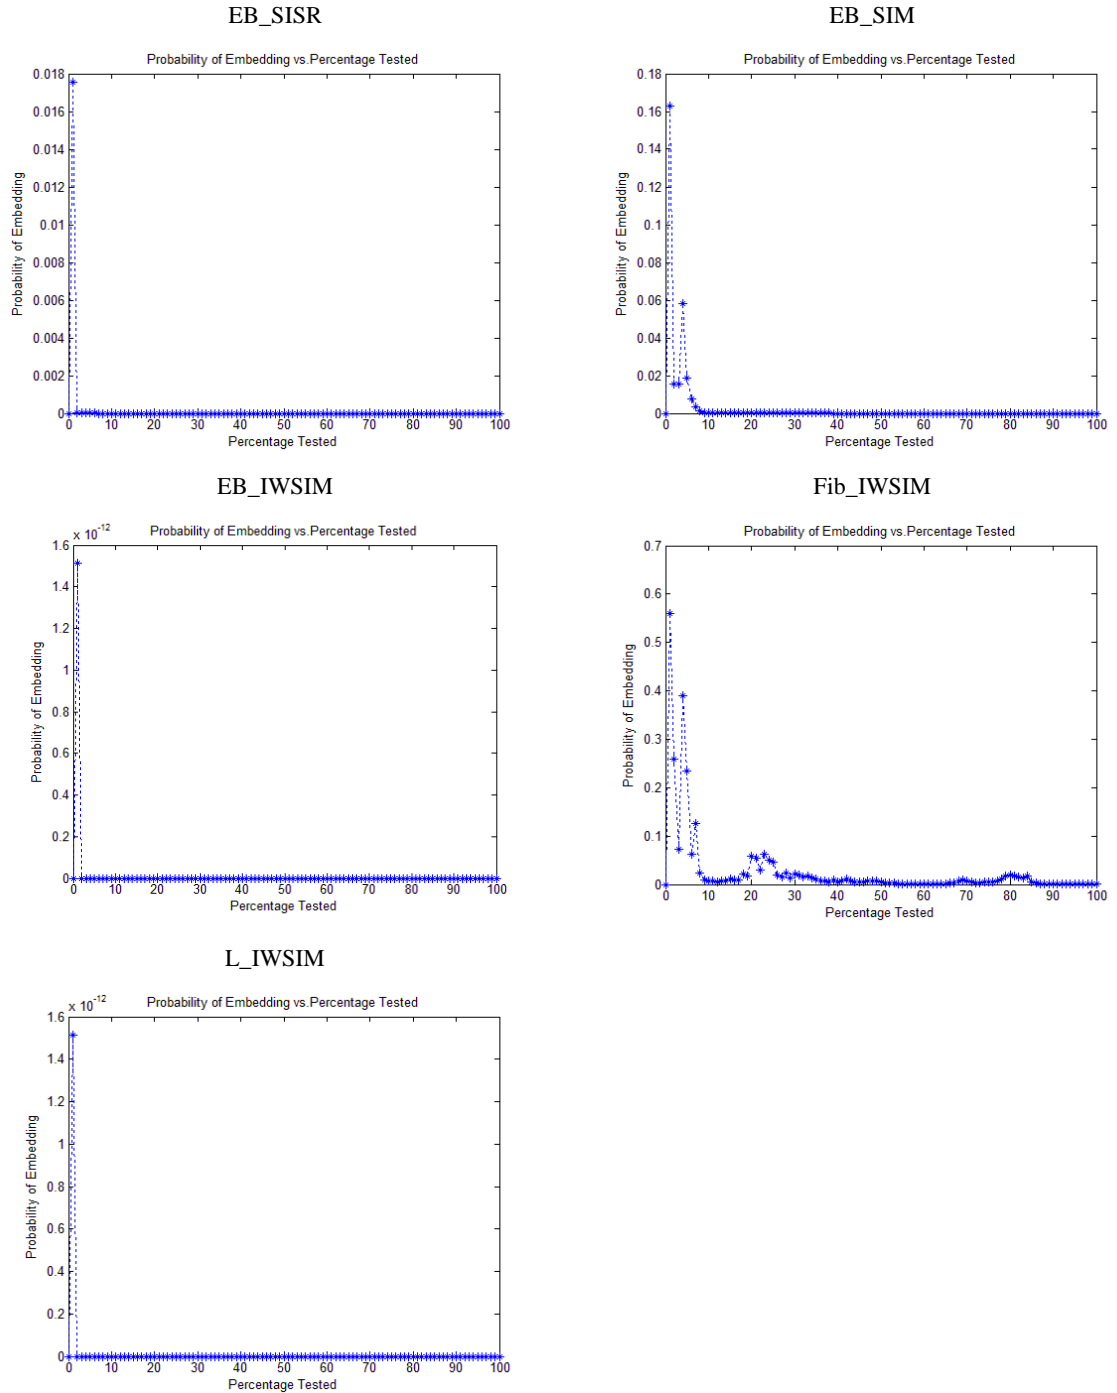 EB_SISR
Probability of Embedding vs.Percentage Tested
Probability of Embedding
0.018
0.016
0.014
0.012
0.01
0.008
0.006
0.004
0.002
0
0 10 20 30 40 50 60 70 80 90 100
Percentage Tested
EB_SIM
Probability of Embedding vs.Percentage Tested
Probability of Embedding
0.18
0.16
0.14
0.12
0.1
0.08
0.06
0.04
0.02
0
0 10 20 30 40 50 60 70 80 90 100
Percentage Tested
EB_IWSIM
x 10-12
Probability of Embedding vs.Percentage Tested
Probability of Embedding
1.6
1.4
1.2
1
0.8
0.6
0.4
0.2
0
0 10 20 30 40 50 60 70 80 90 100
Percentage Tested
Fib_IWSIM
Probability of Embedding vs.Percentage Tested
Probability of Embedding
0.7
0.6
0.5
0.4
0.3
0.2
0.1
0
0 10 20 30 40 50 60 70 80 90 100
Percentage Tested
L_IWSIM
x 10-12
Probability of Embedding vs.Percentage Tested
Probability of Embedding
1.6
1.4
1.2
1
0.8
0.6
0.4
0.2
0
0 10 20 30 40 50 60 70 80 90 100
Percentage Tested